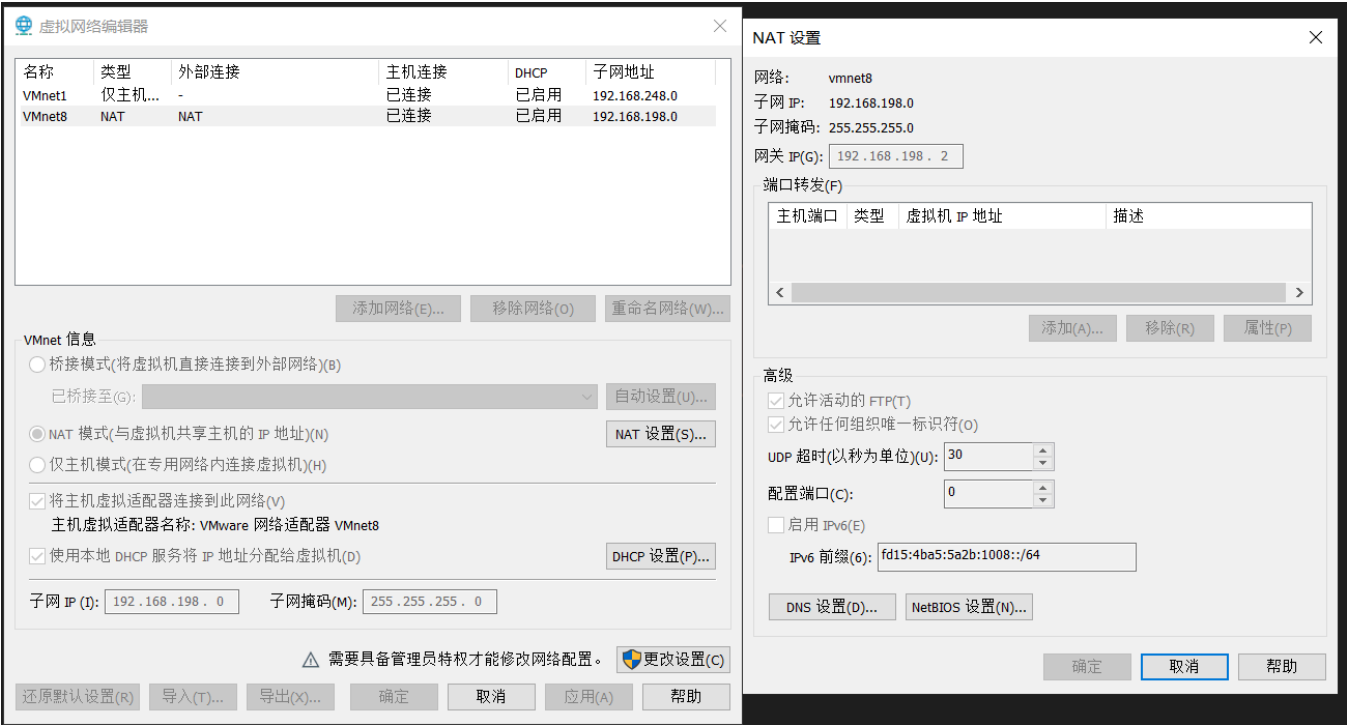 虚拟网络编辑器
名称 类型 外部连接 主机连接 DHCP 子网地址
VMnet1 仅主机... - 已连接 已启用 192.168.248.0
VMnet8 NAT NAT 已连接 已启用 192.168.198.0
添加网络(E)... 移除网络(O) 重命名网络(W)...
VMnet 信息
桥接模式(将虚拟机直接连接到外部网络)(B)
已桥接至(G): 自动设置(U)...
NAT 模式(与虚拟机共享主机的 IP 地址)(N) NAT 设置(S)...
仅主机模式(在专用网络内连接虚拟机)(H)
将主机虚拟适配器连接到此网络(V)
主机虚拟适配器名称: VMware 网络适配器 VMnet8
使用本地 DHCP 服务将 IP 地址分配给虚拟机(D) DHCP 设置(P)...
子网 IP (I): 192 . 168 . 198 . 0 子网掩码(M): 255 . 255 . 255 . 0
需要具备管理员特权才能修改网络配置。 更改设置(C)
还原默认设置(R) 导入(T)... 导出(X)... 确定 取消 应用(A) 帮助
NAT 设置
网络: vmnet8
子网 IP: 192.168.198.0
子网掩码: 255.255.255.0
网关 IP(G): 192 . 168 . 198 . 2
端口转发(F)
主机端口 类型 虚拟机 IP 地址 描述
添加(A)... 移除(R) 属性(P)
高级
允许活动的 FTP(T)
允许任何组织唯一标识符(O)
UDP 超时(以秒为单位)(U): 30
配置端口(C): 0
启用 IPv6(E)
IPv6 前缀(6): fd15:4ba5:5a2b:1008::/64
DNS 设置(D)... NetBIOS 设置(N)...
确定 取消 帮助